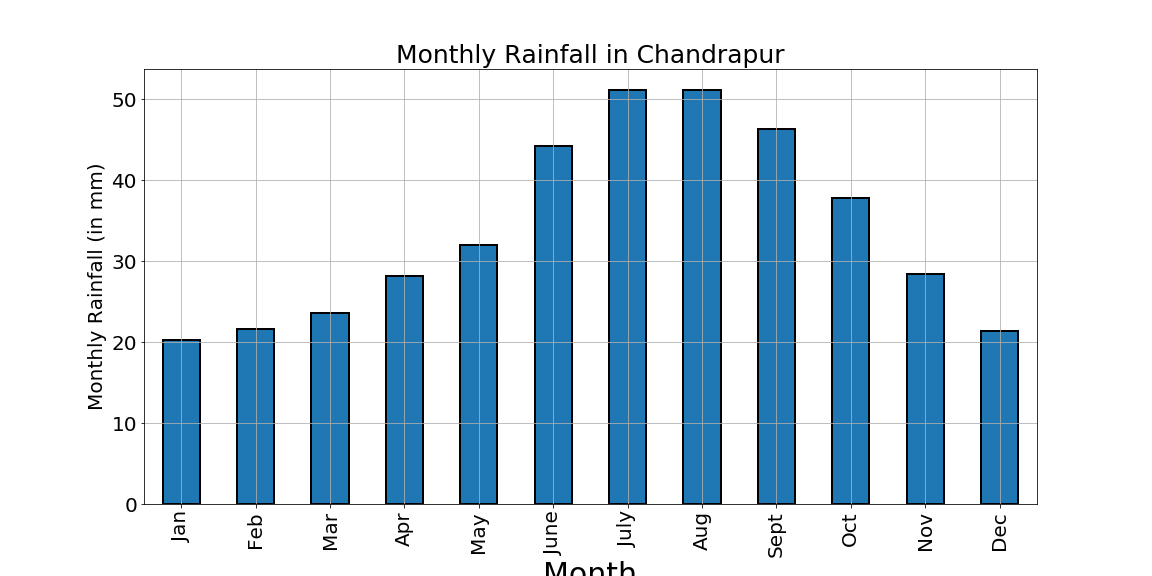 Monthly Rainfall in Chandrapur
Monthly Rainfall (in mm)
50
40
30
20
10
0
Jan
Feb
Mar
Apr
May
June
July
Aug
Sept
Oct
Nov
Dec
Month